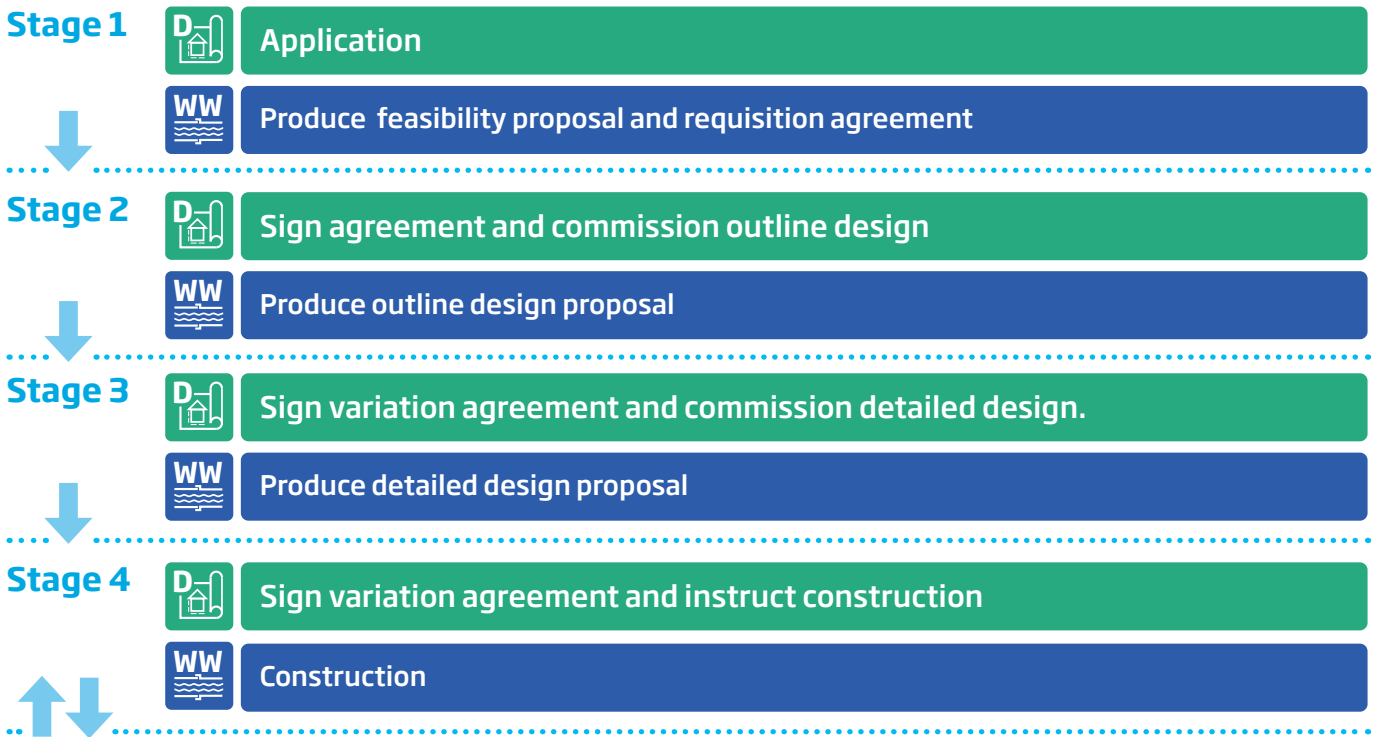 Stage 1
D
Application
WW
Produce feasibility proposal and requisition agreement
Stage 2
D
Sign agreement and commission outline design
WW
Produce outline design proposal
Stage 3
D
Sign variation agreement and commission detailed design.
WW
Produce detailed design proposal
Stage 4
D
Sign variation agreement and instruct construction
WW
Construction